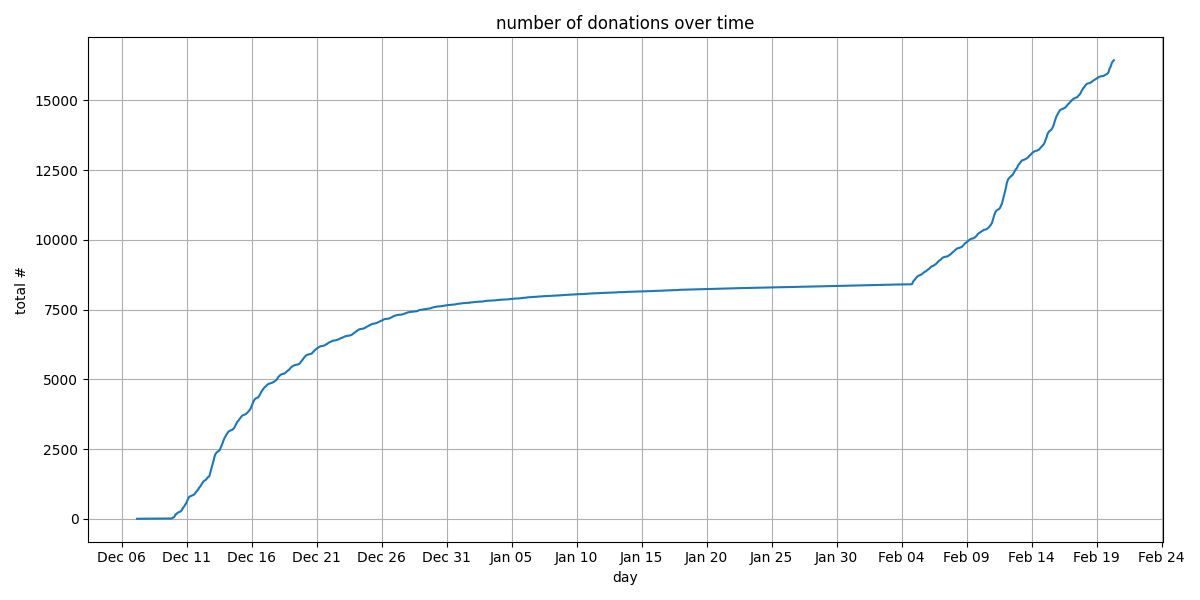 number of donations over time
total #
15000
12500
10000
7500
5000
2500
0
Dec 06 Dec 11 Dec 16 Dec 21 Dec 26 Dec 31 Jan 05 Jan 10 Jan 15 Jan 20 Jan 25 Jan 30 Feb 04 Feb 09 Feb 14 Feb 19 Feb 24
day